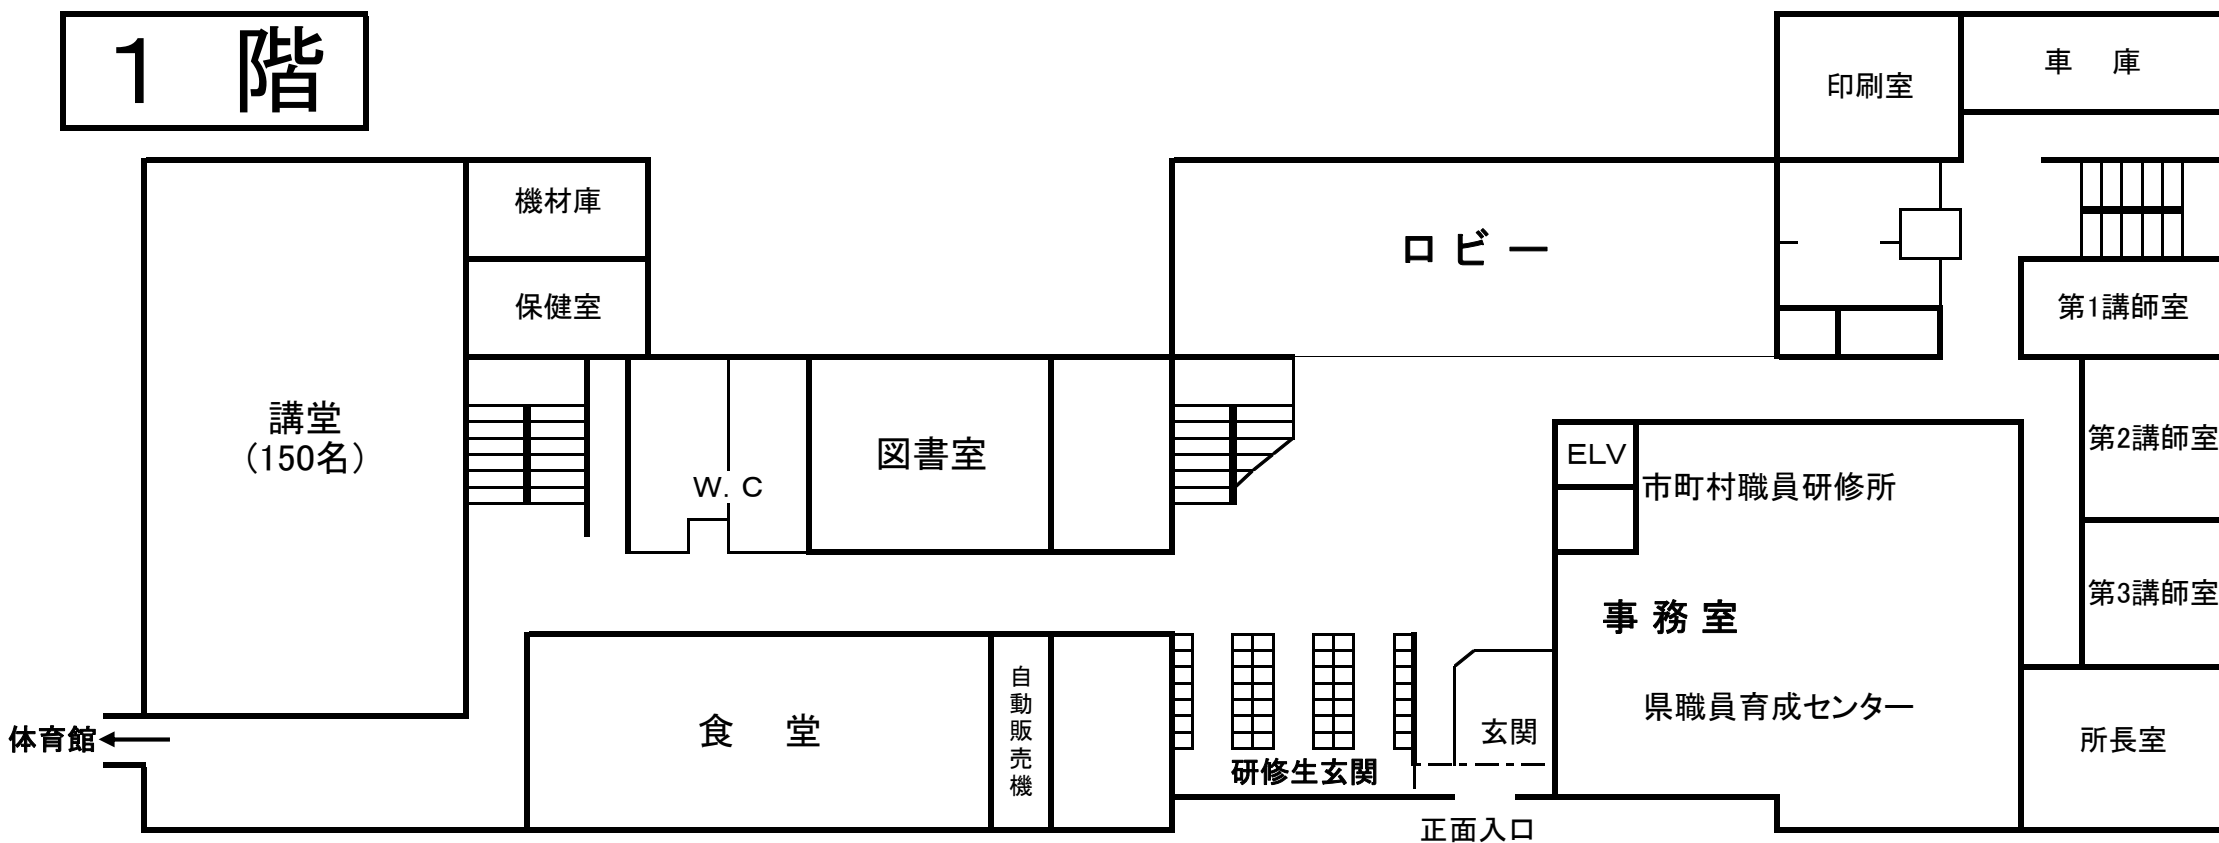 1 階
印刷室
車 庫
機材庫
ロビー
保健室
第1講師室
講堂
(150名)
図書室
W.C
ELV
市町村職員研修所
第2講師室
事務室
第3講師室
食 堂
自動販売機
玄関
県職員育成センター
所長室
体育館
研修生玄関
正面入口